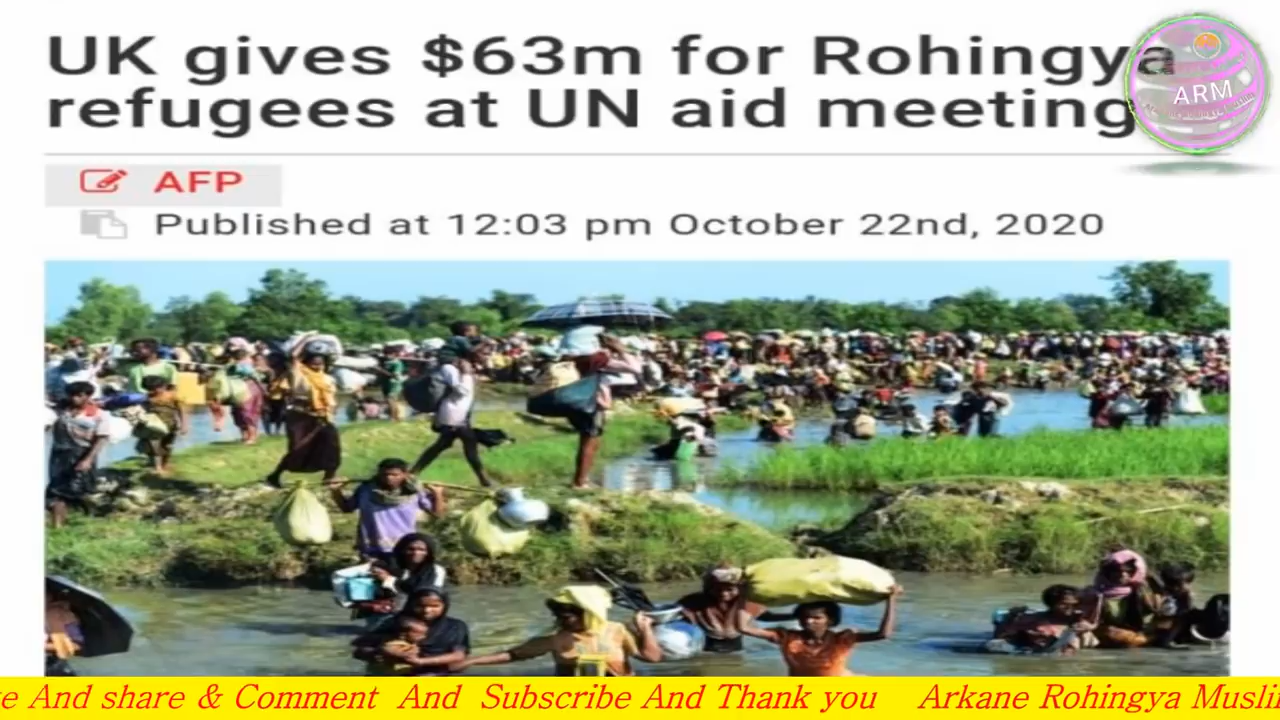 UK gives $63m for Rohingya
refugees at UN aid meeting
ARM
AFP
Published at 12:03 pm October 22nd, 2020
e And share & Comment And Subscribe And Thank you Arkane Rohingya Muslim